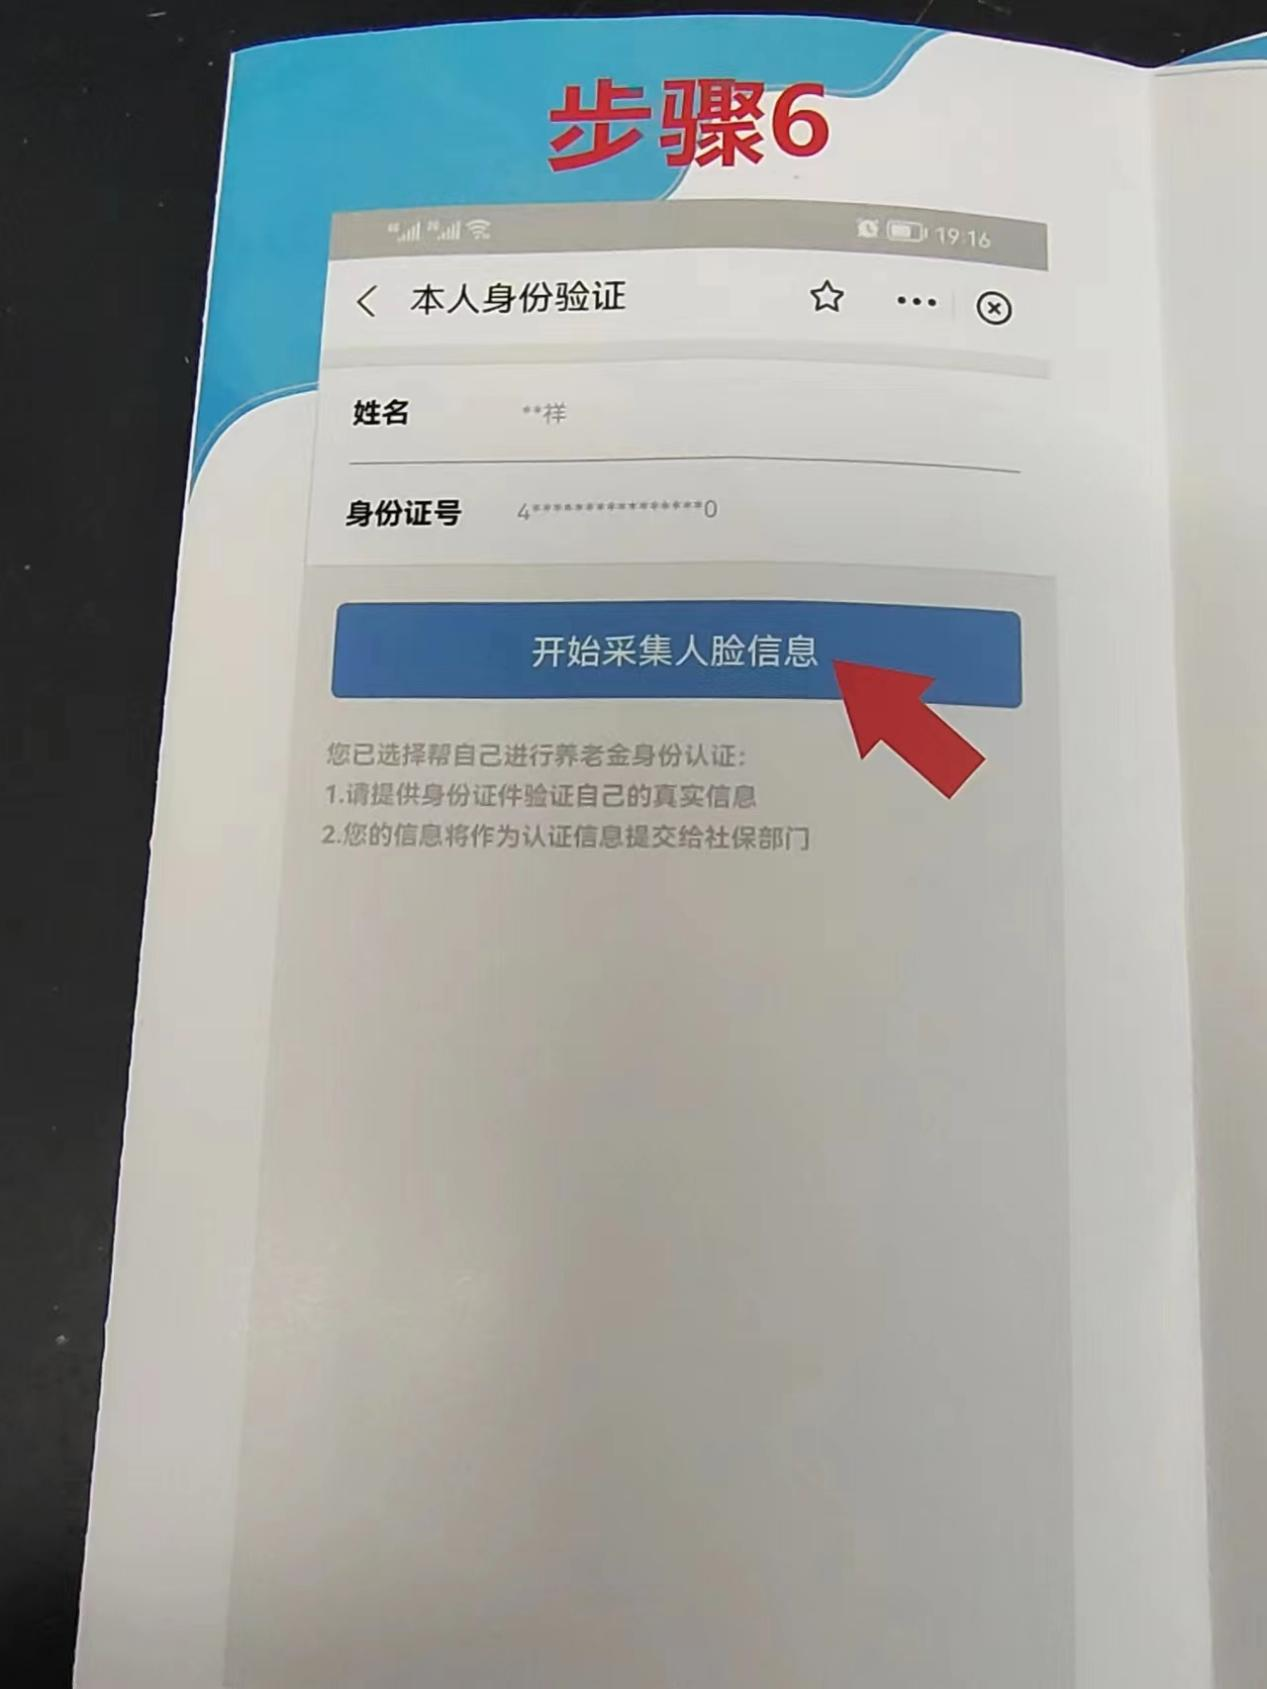 步骤6
19:16
本人身份验证
姓名 **祥
身份证号 4****************0
开始采集人脸信息
您已选择帮自己进行养老金身份认证:
1.请提供身份证件验证自己的真实信息
2.您的信息将作为认证信息提交给社保部门